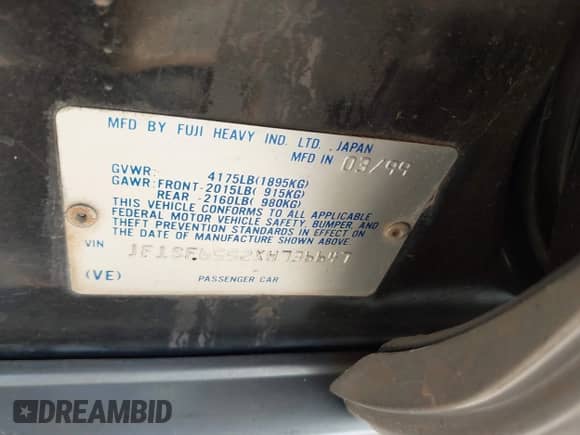 MFD BY FUJI HEAVY IND. LTD. JAPAN
MFD IN 03/99
GVWR: 4175LB(1895KG)
GAWR: FRONT-2015LB( 915KG)
REAR -2160LB( 980KG)
THIS VEHICLE CONFORMS TO ALL APPLICABLE
FEDERAL MOTOR VEHICLE SAFETY, BUMPER, AND
THEFT PREVENTION STANDARDS IN EFFECT ON
THE DATE OF MANUFACTURE SHOWN ABOVE.
VIN
(VE) PASSENGER CAR
DREAMBID